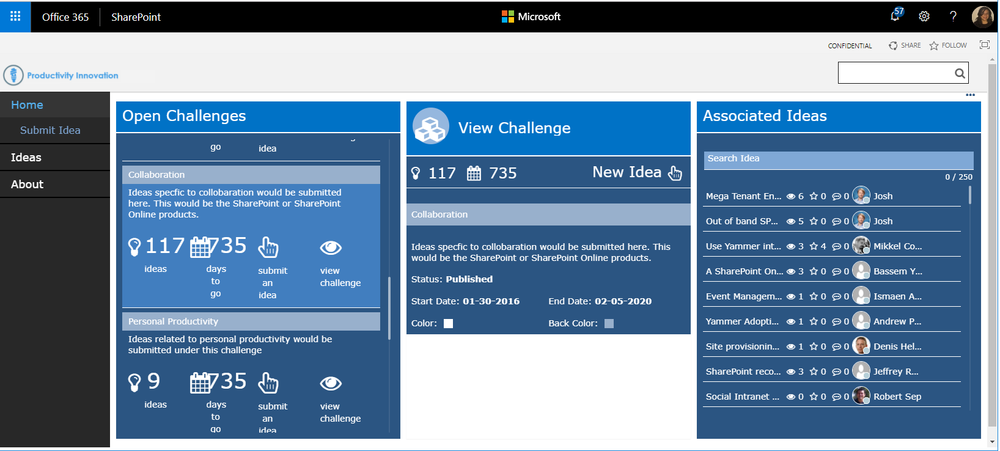 Office 365
SharePoint
Microsoft
57
?
CONFIDENTIAL
SHARE
FOLLOW
Productivity Innovation
Home
Submit Idea
Ideas
About
Open Challenges
go
idea
Collaboration
Ideas specfic to collobaration would be submitted
here. This would be the SharePoint or SharePoint
Online products.
117
735
ideas
days
to
go
submit
an
idea
view
challenge
Personal Productivity
Ideas related to personal productivity would be
submitted under this challenge
9
735
ideas
days
to
go
submit
an
idea
view
challenge
View Challenge
117 735 New Idea
Collaboration
Ideas specfic to collobaration would be submitted here. This
would be the SharePoint or SharePoint Online products.
Status: Published
Start Date: 01-30-2016 End Date: 02-05-2020
Color: Back Color:
Associated Ideas
Search Idea
0 / 250
Mega Tenant En... 6 0 0 Josh
Out of band SP... 5 0 0 Josh
Use Yammer int... 3 4 0 Mikkel Co...
A SharePoint On... 3 0 0 Bassem Y...
Event Managem... 1 0 0 Ismaen A...
Yammer Adopti... 1 0 0 Andrew P...
Site provisionin... 1 0 0 Denis Hel...
SharePoint reco... 3 0 0 Jeffrey R...
Social Intranet ... 0 0 0 Robert Sep